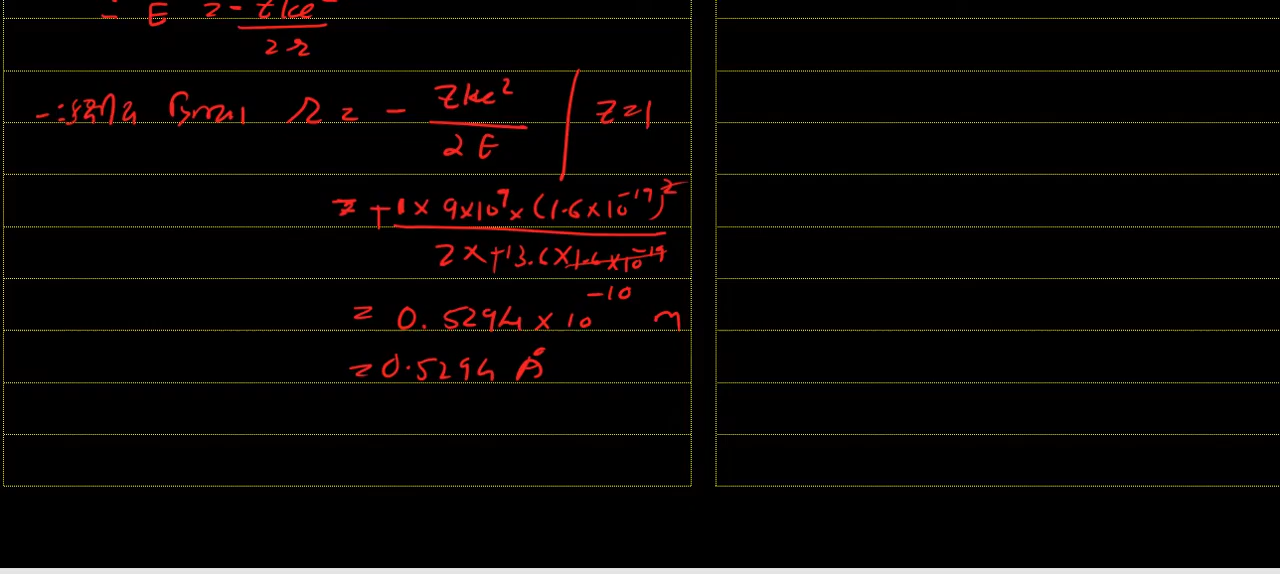 ∴ E = - Zke²/2r
r = - Zke²/2E | Z=1
= + 1 × 9×10⁹ × (1.6×10⁻¹⁹)² / 2×+13.6×1.6×10⁻¹⁹
= 0.5294 × 10⁻¹⁰ m
= 0.5294 Å